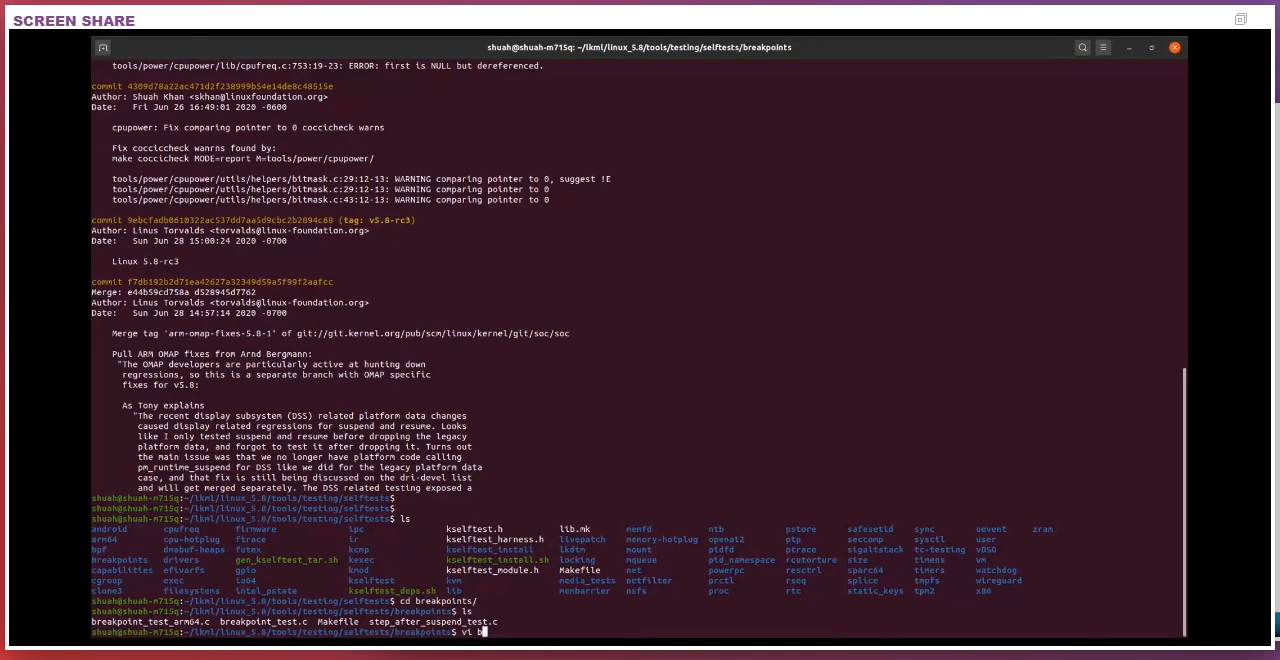 SCREEN SHARE
shuah@shuah-m715q: ~/lkml/linux_5.8/tools/testing/selftests/breakpoints
tools/power/cpupower/lib/cpufreq.c:753:19-23: ERROR: first is NULL but dereferenced.
commit 4309d78a22ac471d2f238999b54e14de8c48515e
Author: Shuah Khan <skhan@linuxfoundation.org>
Date: Fri Jun 26 16:49:01 2020 -0600
cpupower: Fix comparing pointer to 0 coccicheck warns
Fix coccicheck wanrns found by:
make coccicheck MODE=report M=tools/power/cpupower/
tools/power/cpupower/utils/helpers/bitmask.c:29:12-13: WARNING comparing pointer to 0, suggest !E
tools/power/cpupower/utils/helpers/bitmask.c:29:12-13: WARNING comparing pointer to 0
tools/power/cpupower/utils/helpers/bitmask.c:43:12-13: WARNING comparing pointer to 0
commit 9ebcfadb0610322ac537dd7aa5d9cbc2b2894c68 (tag: v5.8-rc3)
Author: Linus Torvalds <torvalds@linux-foundation.org>
Date: Sun Jun 28 15:00:24 2020 -0700
Linux 5.8-rc3
commit f7db192b2d71ea42627a32349d59a5f99f2aafcc
Merge: e44b59cd758a d528945d7762
Author: Linus Torvalds <torvalds@linux-foundation.org>
Date: Sun Jun 28 14:57:14 2020 -0700
Merge tag 'arm-omap-fixes-5.8-1' of git://git.kernel.org/pub/scm/linux/kernel/git/soc/soc
Pull ARM OMAP fixes from Arnd Bergmann:
"The OMAP developers are particularly active at hunting down
regressions, so this is a separate branch with OMAP specific
fixes for v5.8:
As Tony explains
"The recent display subsystem (DSS) related platform data changes
caused display related regressions for suspend and resume. Looks
like I only tested suspend and resume before dropping the legacy
platform data, and forgot to test it after dropping it. Turns out
the main issue was that we no longer have platform code calling
pm_runtime_suspend for DSS like we did for the legacy platform data
case, and that fix is still being discussed on the dri-devel list
and will get merged separately. The DSS related testing exposed a
shuah@shuah-m715q:~/lkml/linux_5.8/tools/testing/selftests$
shuah@shuah-m715q:~/lkml/linux_5.8/tools/testing/selftests$
shuah@shuah-m715q:~/lkml/linux_5.8/tools/testing/selftests$ ls
android cpufreq firmware ipc kselftest.h lib.mk memfd ntb pstore safesetid sync uevent zram
arm64 cpu-hotplug ftrace ir kselftest_harness.h livepatch memory-hotplug openat2 ptp seccomp sysctl user
bpf dmabuf-heaps futex kcmp kselftest_install lkdtm mount pidfd ptrace sigaltstack tc-testing vDSO
breakpoints drivers gen_kselftest_tar.sh kexec kselftest_install.sh locking mqueue pid_namespace rcutorture size timens vm
capabilities efivarfs gpio kmod kselftest_module.h Makefile net powerpc resctrl sparc64 timers watchdog
cgroup exec ia64 kselftest kvm media_tests netfilter prctl rseq splice tmpfs wireguard
clone3 filesystems intel_pstate kselftest_deps.sh lib membarrier nsfs proc rtc static_keys tpm2 x86
shuah@shuah-m715q:~/lkml/linux_5.8/tools/testing/selftests$ cd breakpoints/
shuah@shuah-m715q:~/lkml/linux_5.8/tools/testing/selftests/breakpoints$ ls
breakpoint_test_arm64.c breakpoint_test.c Makefile step_after_suspend_test.c
shuah@shuah-m715q:~/lkml/linux_5.8/tools/testing/selftests/breakpoints$ vi b